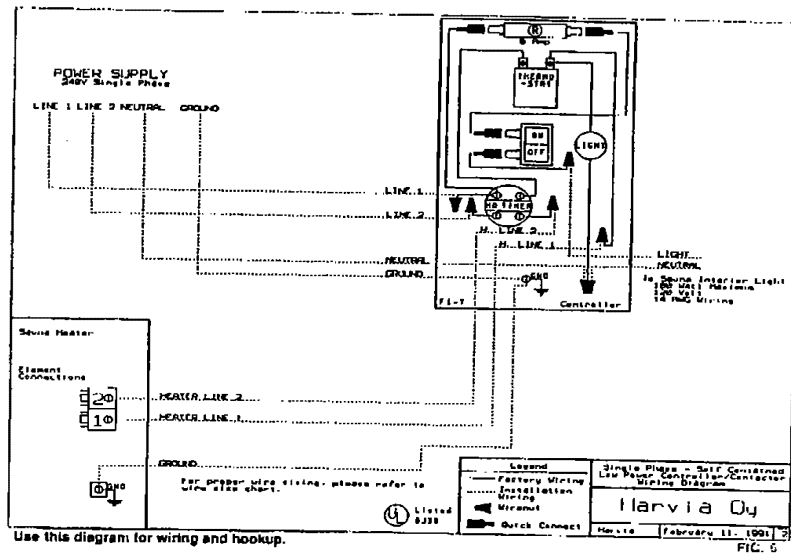 POWER SUPPLY
240V Single Phase
LINE 1 LINE 2 NEUTRAL GROUND
R
8 Amp
THERMO
-STAT
ON
OFF
LIGHT
LINE 1
LINE 2
TIMER
H. LINE 2
H. LINE 1
LIGHT
NEUTRAL
NEUTRAL
GROUND
GND
To Sauna Interior Light
100 Watt Maximum
120 Volt
14 AWG Wiring
Controller
Sauna Heater
Element
Connections
2
1
HEATER LINE 2
HEATER LINE 1
GROUND
GND
For proper wire sizing, please refer to
wire size chart.
UL
Listed
Legend
Factory Wiring
Installation
Wiring
Wirenut
Quick Connect
Single Phase - Self Contained
Low Power Controller/Contactor
Wiring Diagram
Harvia Oy
Harvia
February 11, 1991
Use this diagram for wiring and hookup.
FIG. 6